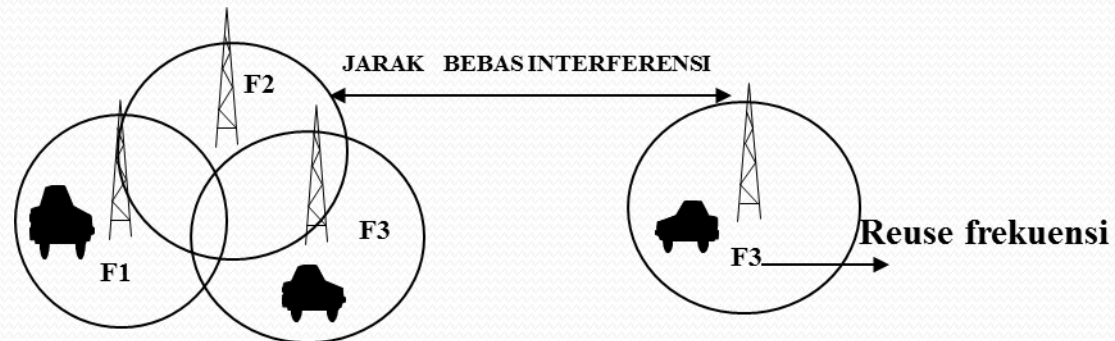 JARAK BEBAS INTERFERENSI
F2
F3
F1
F3
Reuse frekuensi